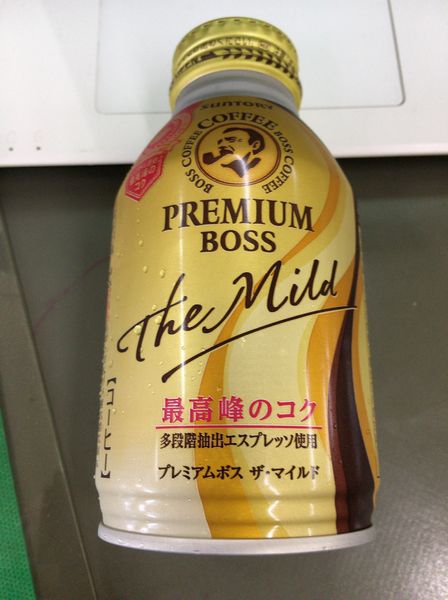 SUNTORY
COFFEE
BOSS COFFEE
BOSS COFFEE
PREMIUM
BOSS
The Mild
【コーヒー】
最高峰のコク
多段階抽出エスプレッソ使用
プレミアムボス ザ・マイルド